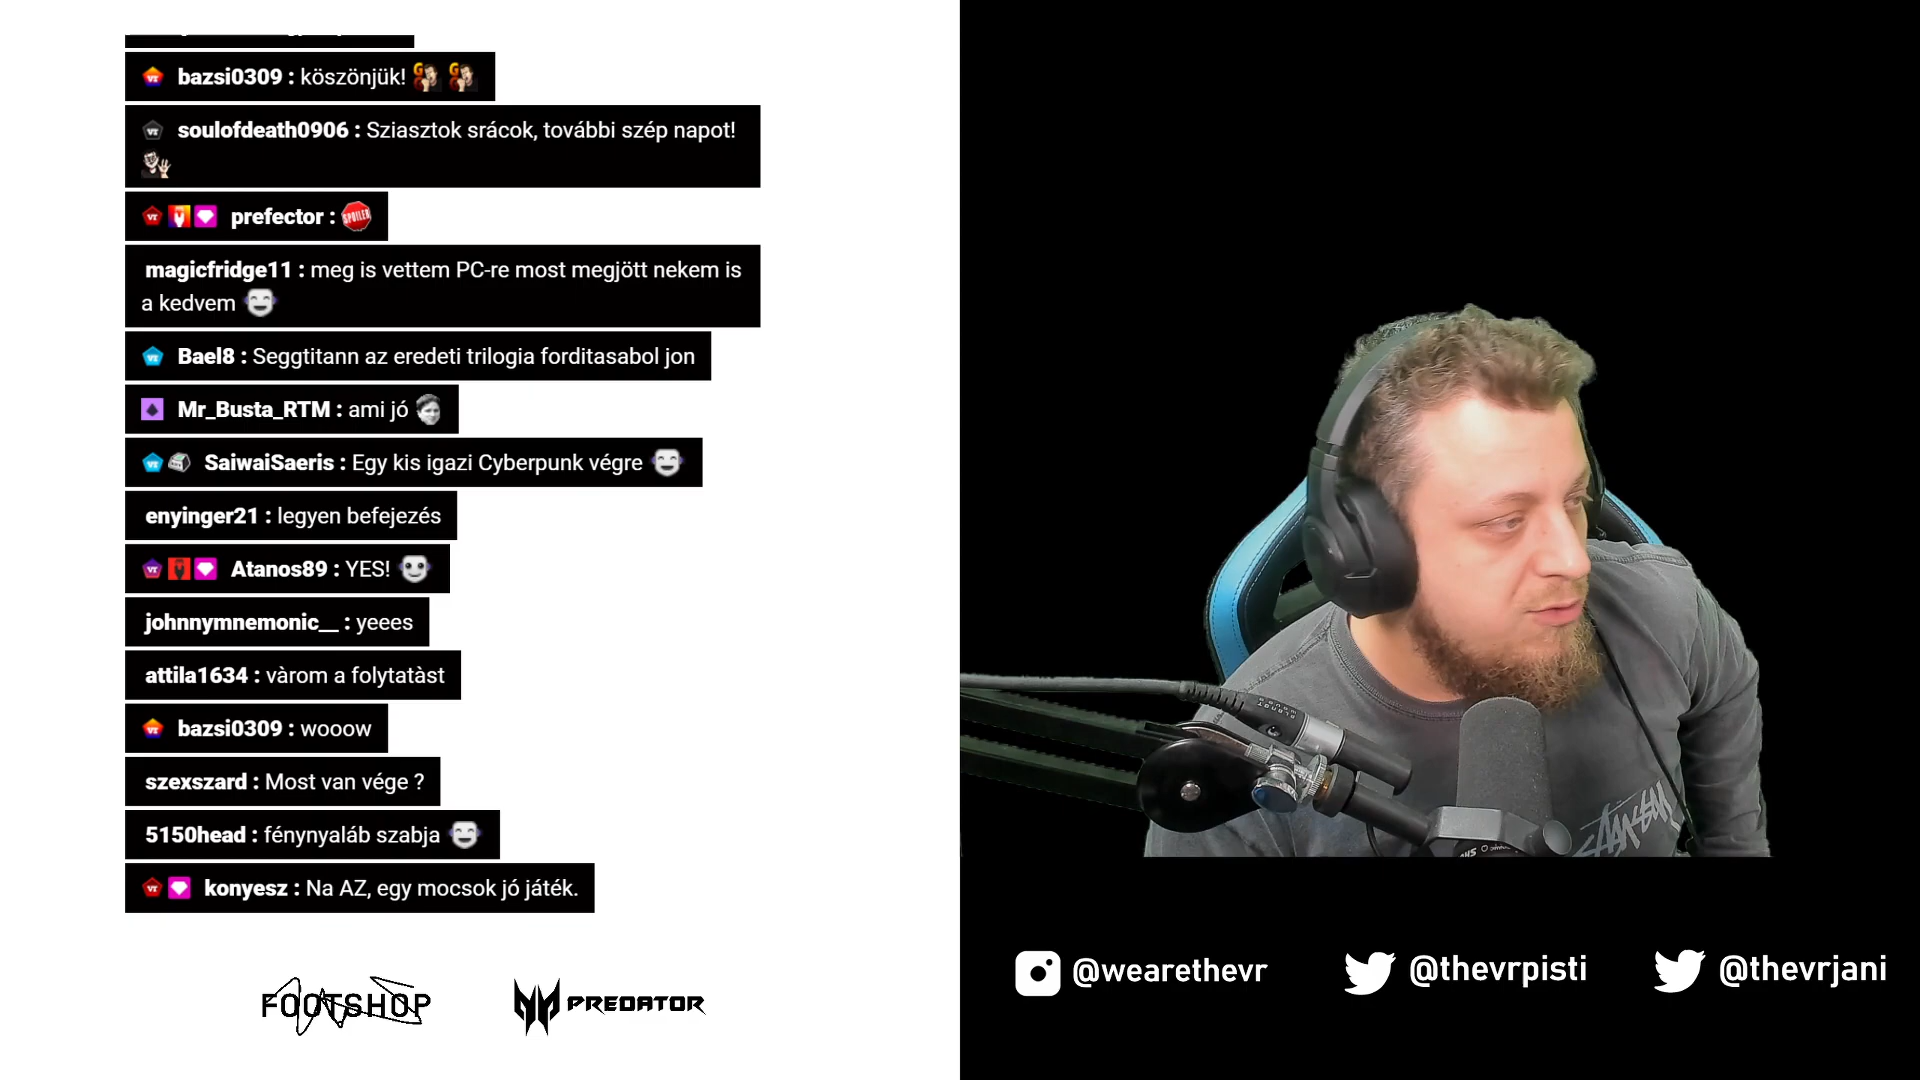 bazsi0309 : köszönjük!
soulofdeath0906 : Sziasztok srácok, további szép napot!
prefector : SPOILER
magicfridge11 : meg is vettem PC-re most megjött nekem is
a kedvem
Bael8 : Seggtitann az eredeti trilogia forditasabol jon
Mr_Busta_RTM : ami jó
SaiwaiSaeris : Egy kis igazi Cyberpunk végre
enyinger21 : legyen befejezés
Atanos89 : YES!
johnnymnemonic__ : yeees
attila1634 : vàrom a folytatàst
bazsi0309 : wooow
szexszard : Most van vége ?
5150head : fénynyaláb szabja
konyesz : Na AZ, egy mocsok jó játék.
FOOTSHOP
PREDATOR
@wearethevr
@thevrpisti
@thevrjani